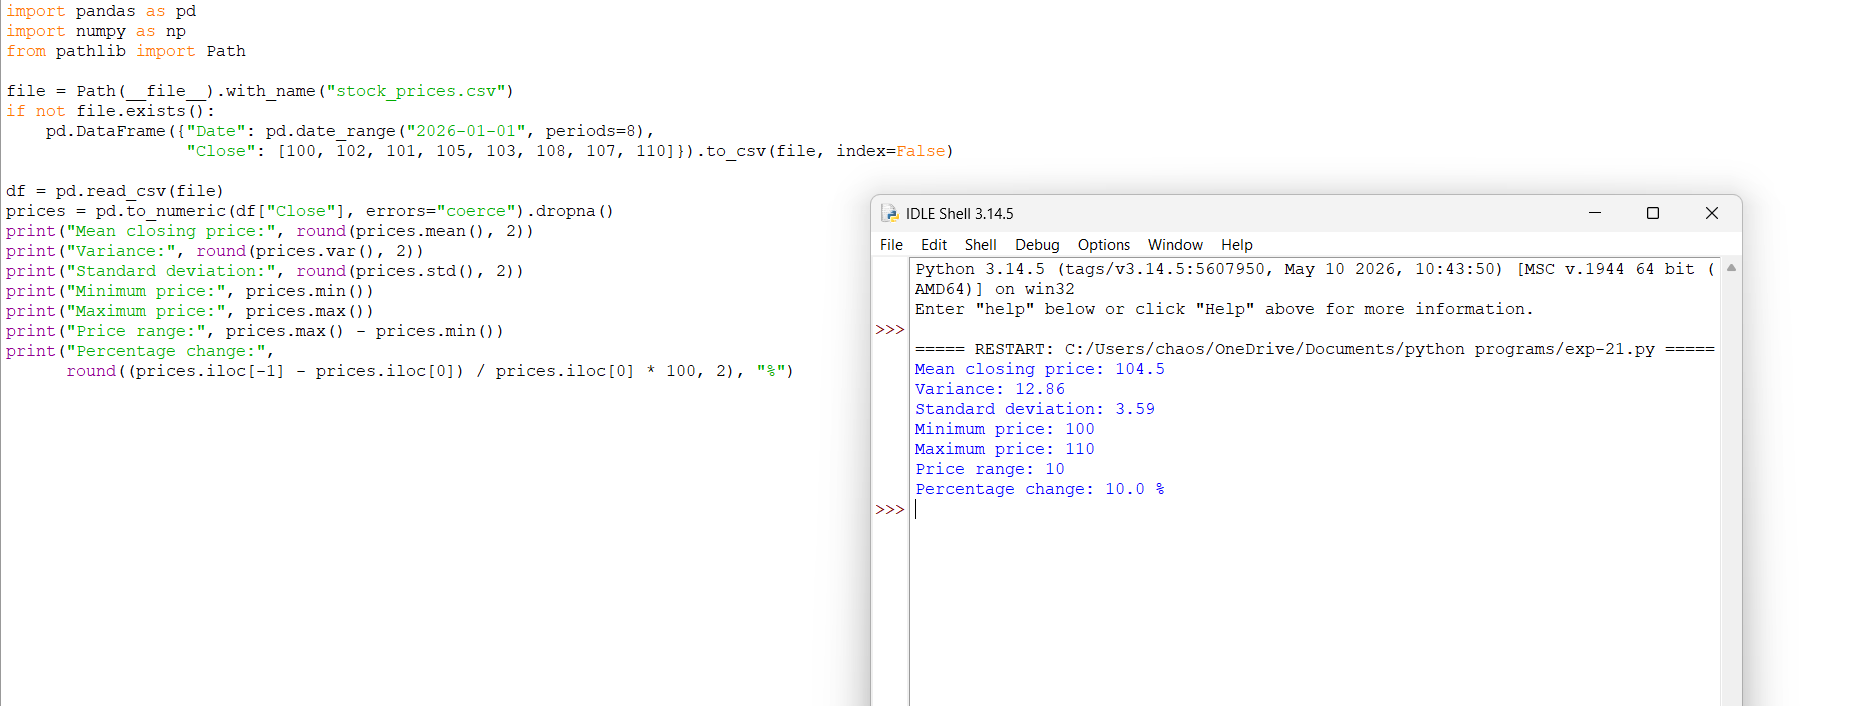 import pandas as pd
import numpy as np
from pathlib import Path

file = Path(__file__).with_name("stock_prices.csv")
if not file.exists():
    pd.DataFrame({"Date": pd.date_range("2026-01-01", periods=8),
                  "Close": [100, 102, 101, 105, 103, 108, 107, 110]}).to_csv(file, index=False)

df = pd.read_csv(file)
prices = pd.to_numeric(df["Close"], errors="coerce").dropna()
print("Mean closing price:", round(prices.mean(), 2))
print("Variance:", round(prices.var(), 2))
print("Standard deviation:", round(prices.std(), 2))
print("Minimum price:", prices.min())
print("Maximum price:", prices.max())
print("Price range:", prices.max() - prices.min())
print("Percentage change:",
      round((prices.iloc[-1] - prices.iloc[0]) / prices.iloc[0] * 100, 2), "%")
IDLE Shell 3.14.5
File Edit Shell Debug Options Window Help
Python 3.14.5 (tags/v3.14.5:5607950, May 10 2026, 10:43:50) [MSC v.1944 64 bit (
AMD64)] on win32
Enter "help" below or click "Help" above for more information.
>>>
===== RESTART: C:/Users/chaos/OneDrive/Documents/python programs/exp-21.py =====
Mean closing price: 104.5
Variance: 12.86
Standard deviation: 3.59
Minimum price: 100
Maximum price: 110
Price range: 10
Percentage change: 10.0 %
>>>